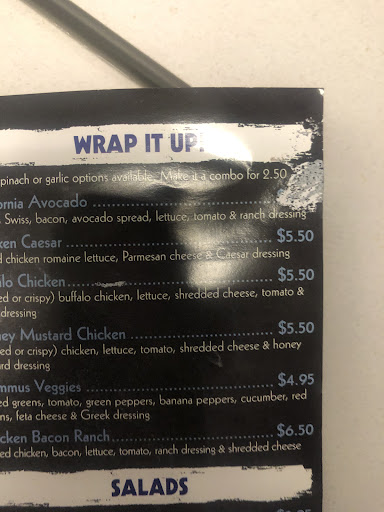 WRAP IT UP!
pinach or garlic options available. Make it a combo for 2.50
ornia Avocado
, Swiss, bacon, avocado spread, lettuce, tomato & ranch dressing
ken Caesar $5.50
d chicken romaine lettuce, Parmesan cheese & Caesar dressing
alo Chicken $5.50
ed or crispy) buffalo chicken, lettuce, shredded cheese, tomato &
dressing
ney Mustard Chicken $5.50
ed or crispy) chicken, lettuce, tomato, shredded cheese & honey
ard dressing
mmus Veggies $4.95
ed greens, tomato, green peppers, banana peppers, cucumber, red
ns, feta cheese & Greek dressing
cken Bacon Ranch $6.50
ed chicken, bacon, lettuce, tomato, ranch dressing & shredded cheese
SALADS